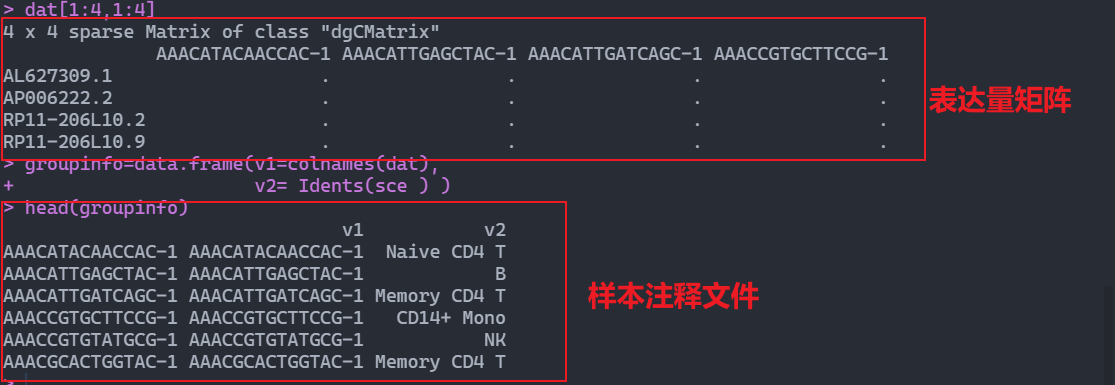 > dat[1:4,1:4]
4 x 4 sparse Matrix of class "dgCMatrix"
AAACATACAACCAC-1 AAACATTGAGCTAC-1 AAACATTGATCAGC-1 AAACCGTGCTTCCG-1
AL627309.1 . . . .
AP006222.2 . . . .
RP11-206L10.2 . . . .
RP11-206L10.9 . . . .
表达量矩阵
> groupinfo=data.frame(v1=colnames(dat),
+ v2= Idents(sce ) )
> head(groupinfo)
v1 v2
AAACATACAACCAC-1 AAACATACAACCAC-1 Naive CD4 T
AAACATTGAGCTAC-1 AAACATTGAGCTAC-1 B
AAACATTGATCAGC-1 AAACATTGATCAGC-1 Memory CD4 T
AAACCGTGCTTCCG-1 AAACCGTGCTTCCG-1 CD14+ Mono
AAACCGTGTATGCG-1 AAACCGTGTATGCG-1 NK
AAACGCACTGGTAC-1 AAACGCACTGGTAC-1 Memory CD4 T
样本注释文件
>